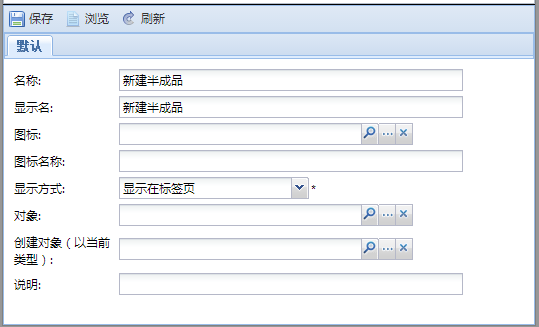 保存 浏览 刷新
默认
名称: 新建半成品
显示名: 新建半成品
图标:
图标名称:
显示方式: 显示在标签页 *
对象:
创建对象（以当前
类型）:
说明: